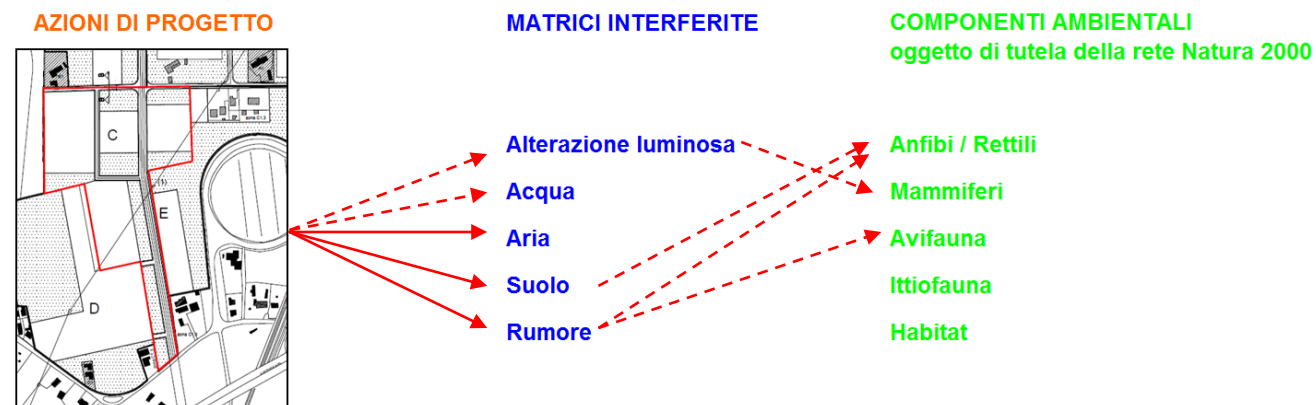 AZIONI DI PROGETTO
MATRICI INTERFERITE
COMPONENTI AMBIENTALI
oggetto di tutela della rete Natura 2000
C
(1)
E
D
Alterazione luminosa
Acqua
Aria
Suolo
Rumore
Anfibi / Rettili
Mammiferi
Avifauna
Ittiofauna
Habitat